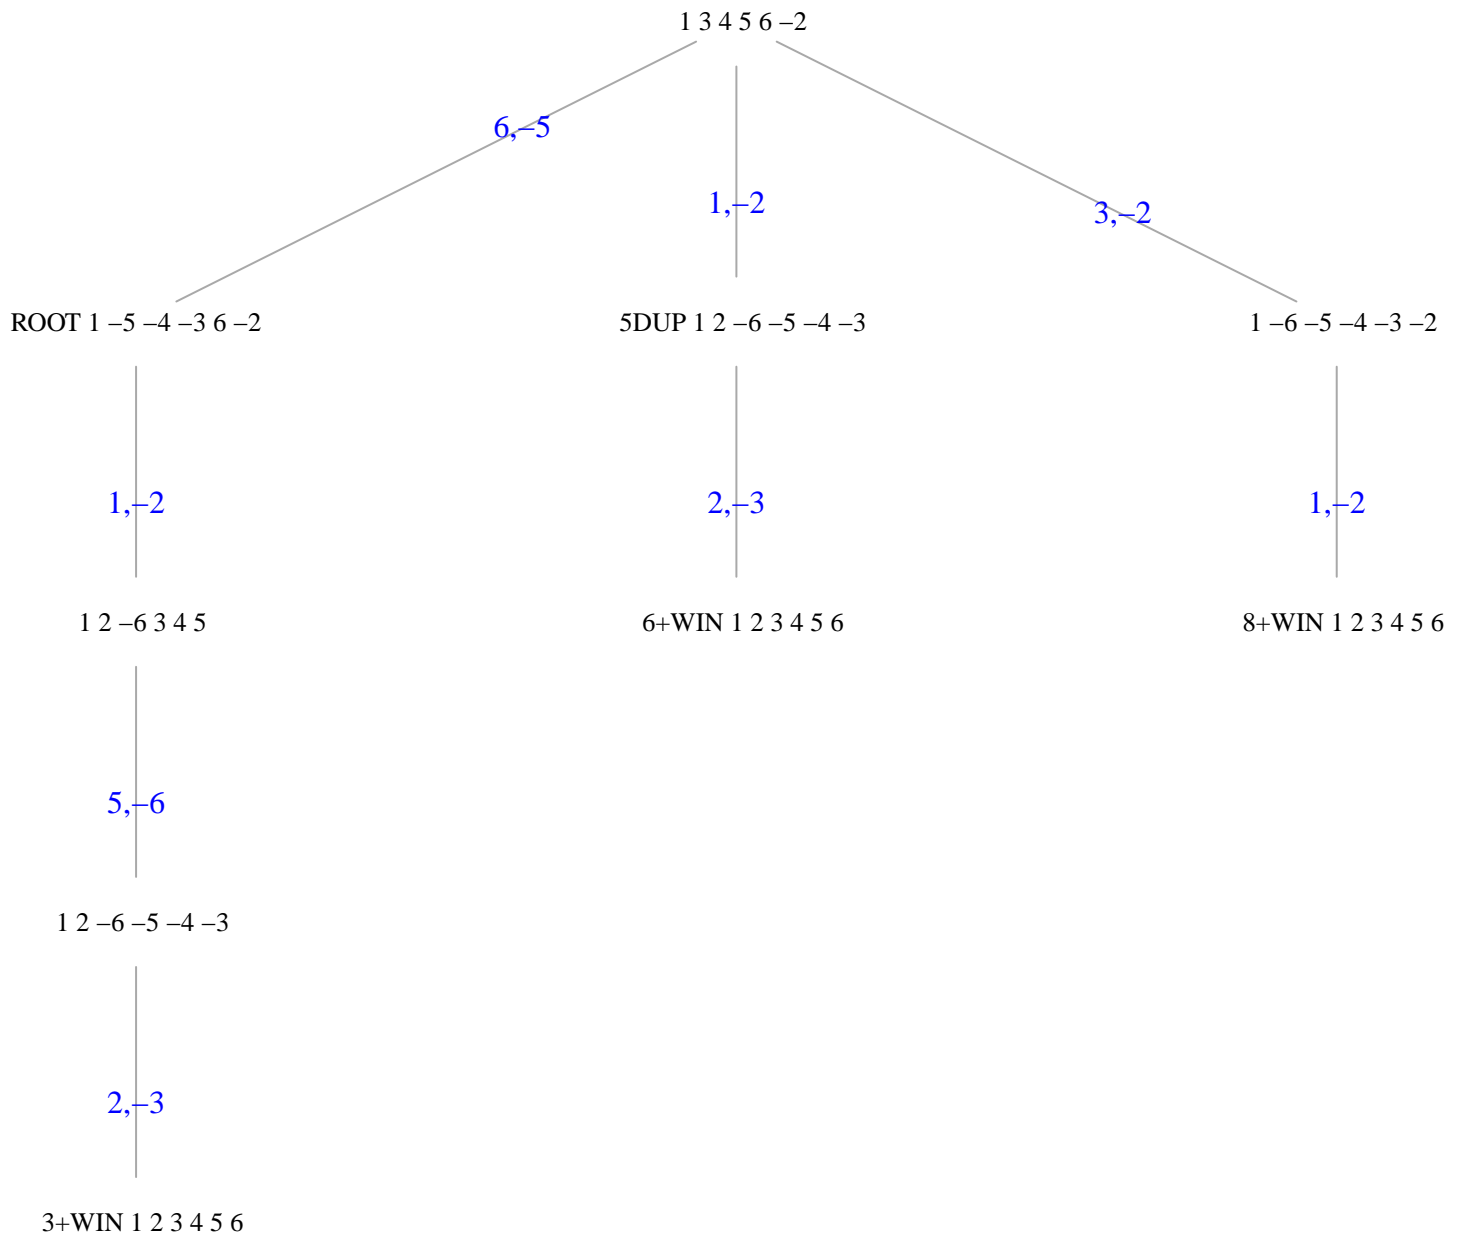 1 3 4 5 6 –2
6,–5
1,–2
3,–2
ROOT 1 –5 –4 –3 6 –2
5DUP 1 2 –6 –5 –4 –3
1 –6 –5 –4 –3 –2
1,–2
2,–3
1,–2
1 2 –6 3 4 5
6+WIN 1 2 3 4 5 6
8+WIN 1 2 3 4 5 6
5,–6
1 2 –6 –5 –4 –3
2,–3
3+WIN 1 2 3 4 5 6